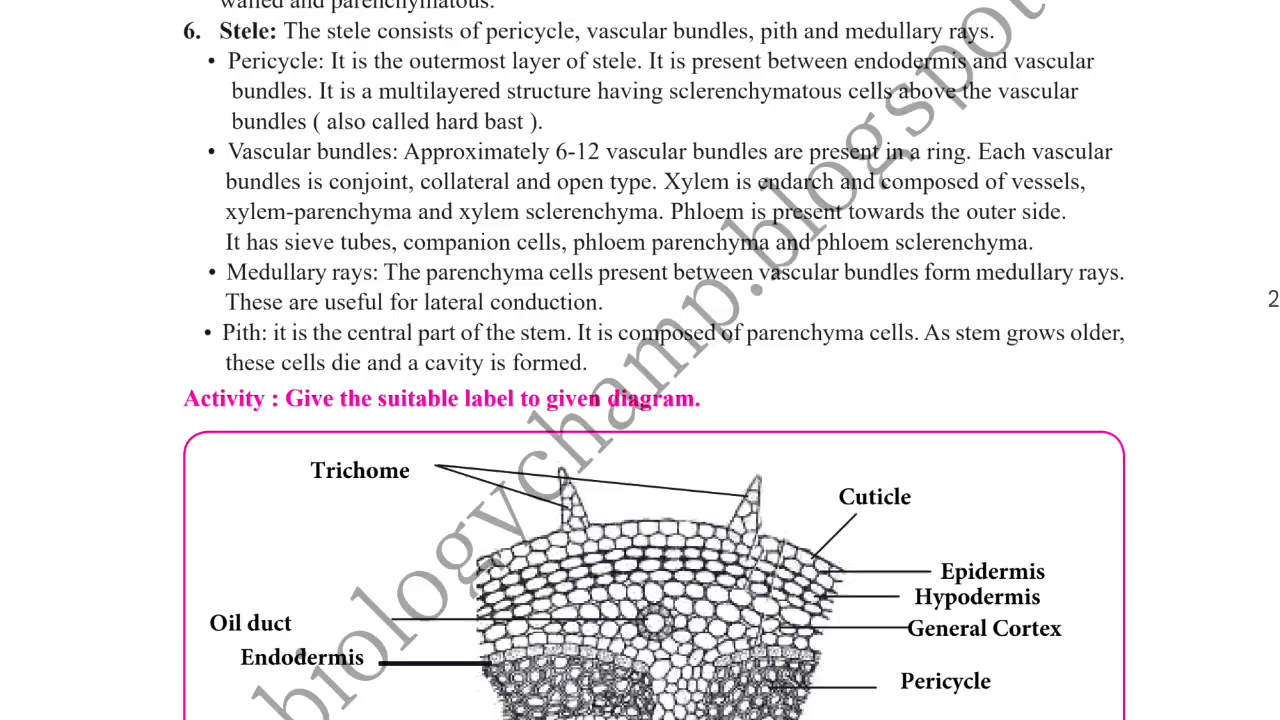 walled and parenchymatous.
6. Stele: The stele consists of pericycle, vascular bundles, pith and medullary rays.
• Pericycle: It is the outermost layer of stele. It is present between endodermis and vascular
bundles. It is a multilayered structure having sclerenchymatous cells above the vascular
bundles ( also called hard bast ).
• Vascular bundles: Approximately 6-12 vascular bundles are present in a ring. Each vascular
bundles is conjoint, collateral and open type. Xylem is endarch and composed of vessels,
xylem-parenchyma and xylem sclerenchyma. Phloem is present towards the outer side.
It has sieve tubes, companion cells, phloem parenchyma and phloem sclerenchyma.
• Medullary rays: The parenchyma cells present between vascular bundles form medullary rays.
These are useful for lateral conduction.
2
• Pith: it is the central part of the stem. It is composed of parenchyma cells. As stem grows older,
these cells die and a cavity is formed.
Activity : Give the suitable label to given diagram.
Trichome
Cuticle
Epidermis
Hypodermis
Oil duct
General Cortex
Endodermis
Pericycle
biologychamp.blogspot